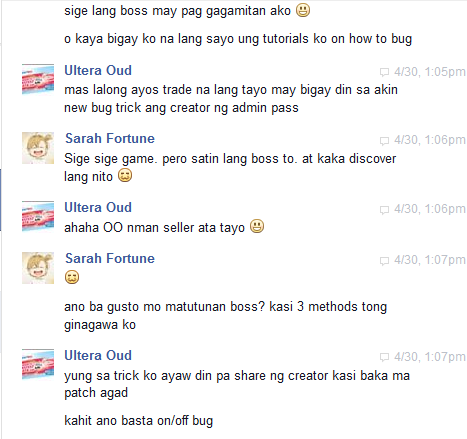 sige lang boss may pag gagamitan ako 😃
o kaya bigay ko na lang sayo ung tutorials ko on how to bug
Ultera Oud 4/30, 1:05pm
mas lalong ayos trade na lang tayo may bigay din sa akin
new bug trick ang creator ng admin pass
Sarah Fortune 4/30, 1:06pm
Sige sige game. pero satin lang boss to. at kaka discover
lang nito 😊
Ultera Oud 4/30, 1:06pm
ahaha OO nman seller ata tayo 😃
Sarah Fortune 4/30, 1:07pm
😊
ano ba gusto mo matutunan boss? kasi 3 methods tong
ginagawa ko
Ultera Oud 4/30, 1:07pm
yung sa trick ko ayaw din pa share ng creator kasi baka ma
patch agad
kahit ano basta on/off bug